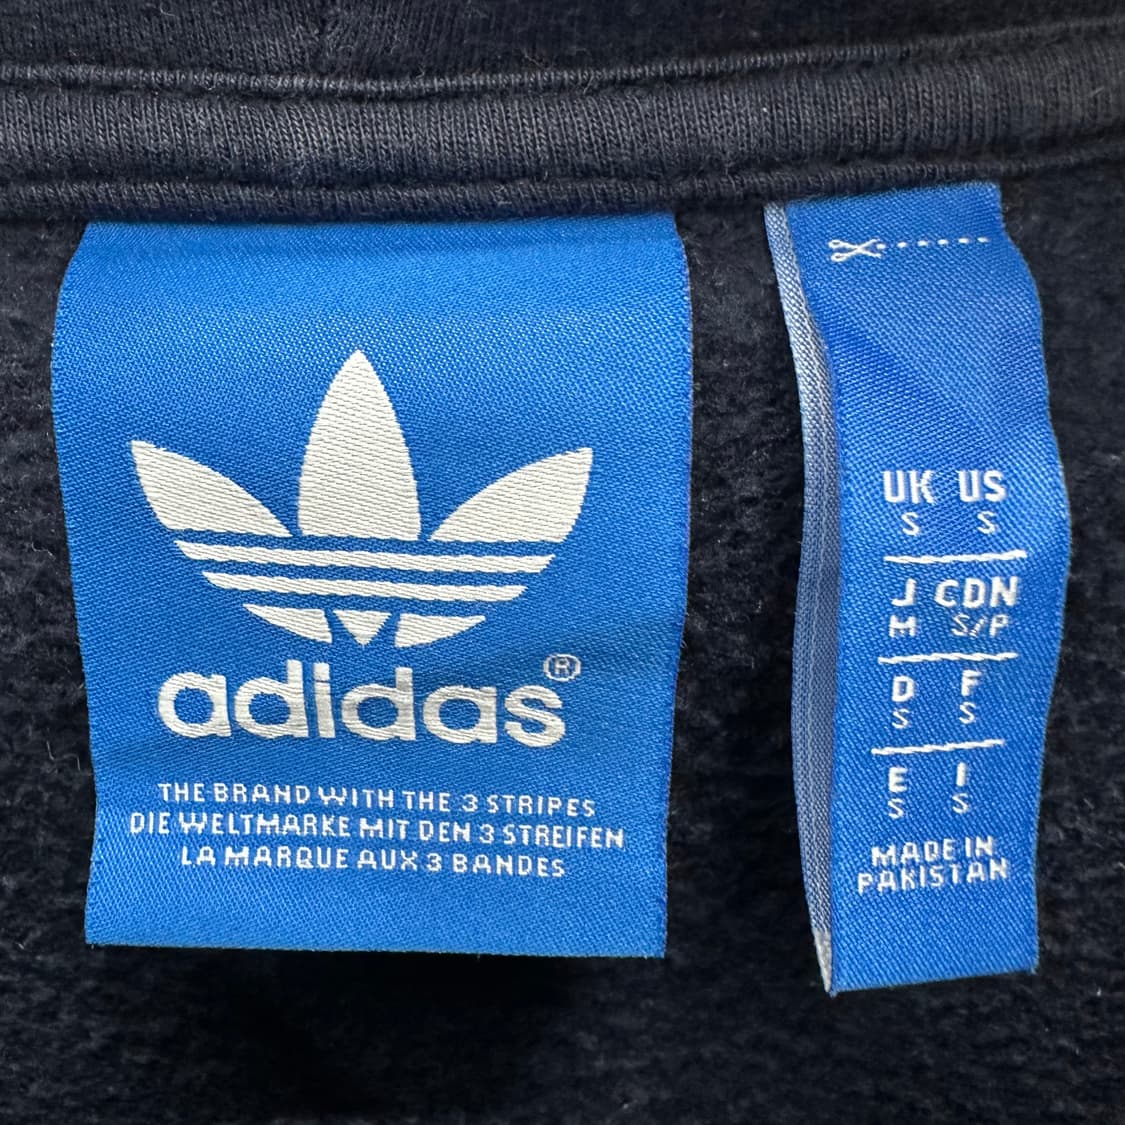 adidas®
THE BRAND WITH THE 3 STRIPES
DIE WELTMARKE MIT DEN 3 STREIFEN
LA MARQUE AUX 3 BANDES
UK US
S S
J CDN
M S/P
D F
S S
E I
S S
MADE IN
PAKISTAN